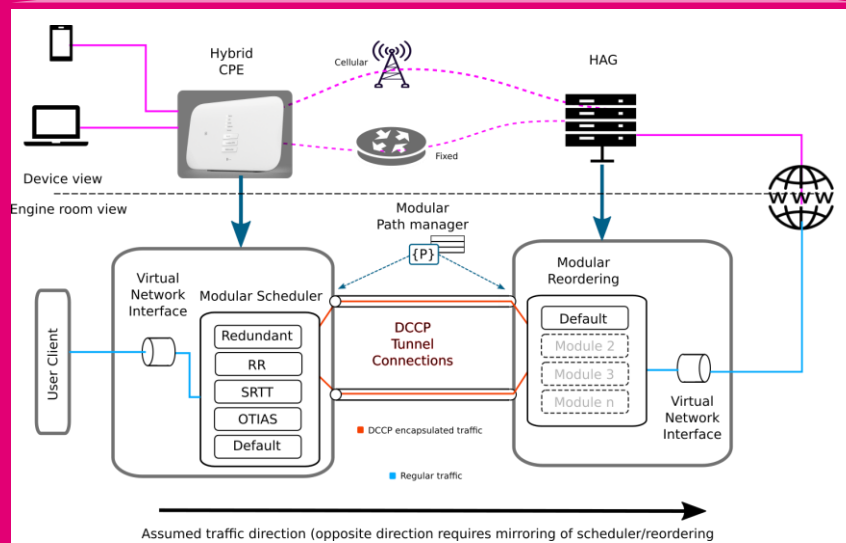 Hybrid
CPE
Cellular
HAG
Fixed
Device view
Engine room view
WWW
Modular
Path manager
{P}
Virtual
Network
Interface
Modular Scheduler
Redundant
RR
SRTT
OTIAS
Default
User Client
DCCP
Tunnel
Connections
Modular
Reordering
Default
Module 2
Module 3
Module n
Virtual
Network
Interface
DCCP encapsulated traffic
Regular traffic
Assumed traffic direction (opposite direction requires mirroring of scheduler/reordering